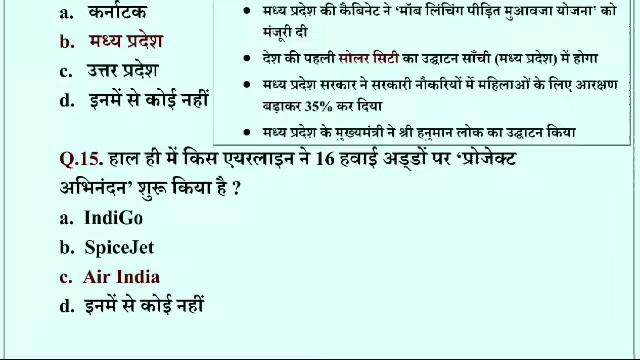 a. कर्नाटक
b. मध्य प्रदेश
c. उत्तर प्रदेश
d. इनमें से कोई नहीं
• मध्य प्रदेश की कैबिनेट ने ‘मॉब लिंचिंग पीड़ित मुआवजा योजना’ को
मंजूरी दी
• देश की पहली सोलर सिटी का उद्घाटन साँची (मध्य प्रदेश) में होगा
• मध्य प्रदेश सरकार ने सरकारी नौकरियों में महिलाओं के लिए आरक्षण
बढ़ाकर 35% कर दिया
• मध्य प्रदेश के मुख्यमंत्री ने श्री हनुमान लोक का उद्घाटन किया
Q.15. हाल ही में किस एयरलाइन ने 16 हवाई अड्डों पर ‘प्रोजेक्ट
अभिनंदन’ शुरू किया है ?
a. IndiGo
b. SpiceJet
c. Air India
d. इनमें से कोई नहीं